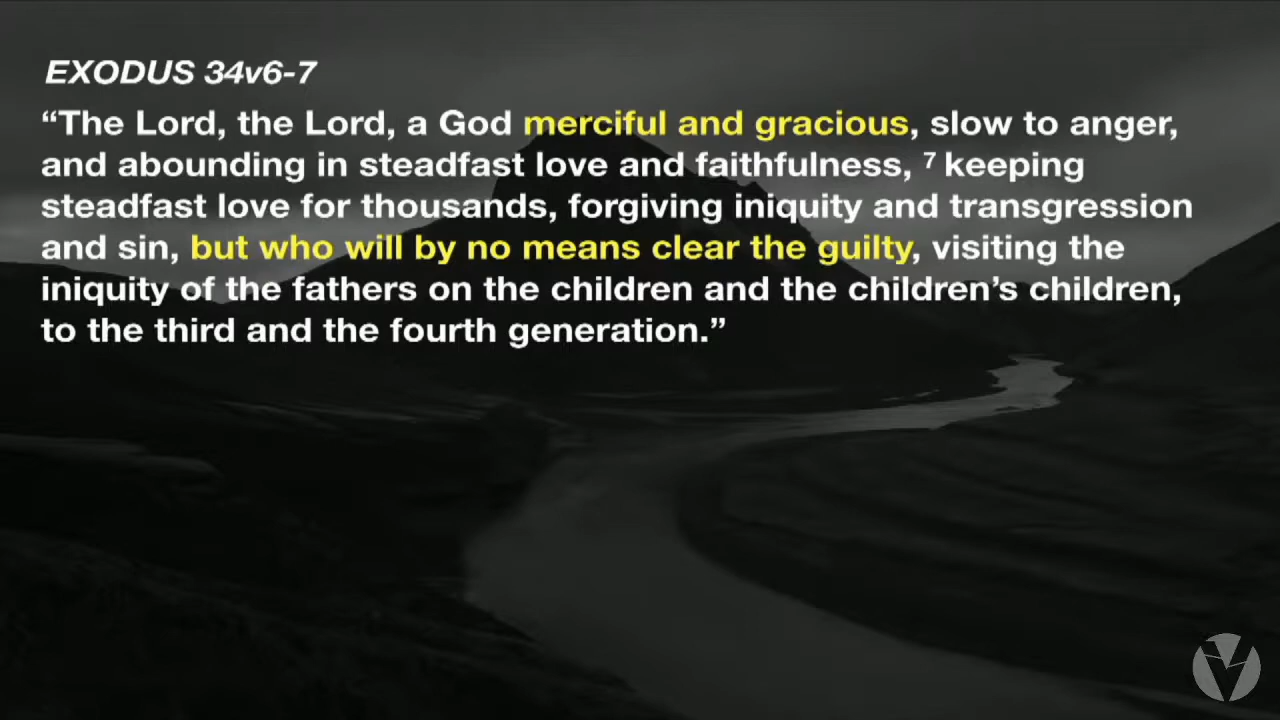 EXODUS 34v6-7
“The Lord, the Lord, a God merciful and gracious, slow to anger,
and abounding in steadfast love and faithfulness, ⁷ keeping
steadfast love for thousands, forgiving iniquity and transgression
and sin, but who will by no means clear the guilty, visiting the
iniquity of the fathers on the children and the children’s children,
to the third and the fourth generation.”